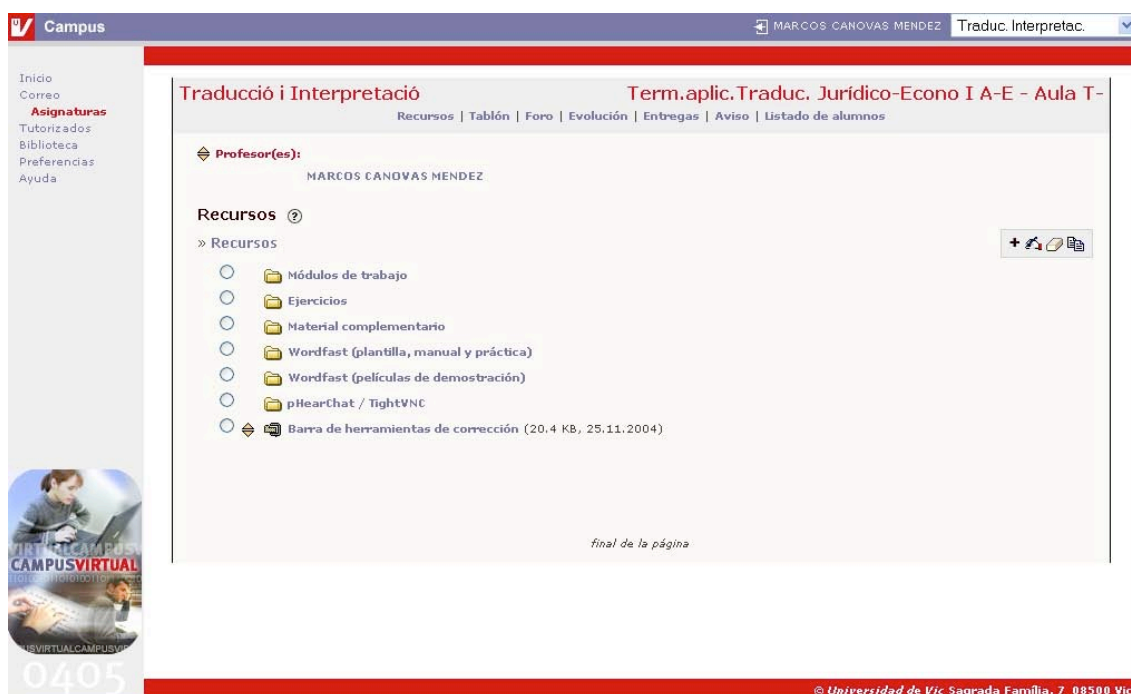 Campus
MARCOS CANOVAS MENDEZ Traduc. Interpretac.
Inicio
Correo
Asignaturas
Tutorizados
Biblioteca
Preferencias
Ayuda
Traducció i Interpretació Term.aplic.Traduc. Jurídico-Econo I A-E - Aula T-
Recursos | Tablón | Foro | Evolución | Entregas | Aviso | Listado de alumnos
Profesor(es):
MARCOS CANOVAS MENDEZ
Recursos ?
» Recursos
Módulos de trabajo
Ejercicios
Material complementario
Wordfast (plantilla, manual y práctica)
Wordfast (películas de demostración)
pHearChat / TightVNC
Barra de herramientas de corrección (20.4 KB, 25.11.2004)
final de la página
VIRTUALCAMPUSV
CAMPUSVIRTUAL
USVIRTUALCAMPUSVIR
0405
© Universidad de Vic Sagrada Família, 7 08500 Vic